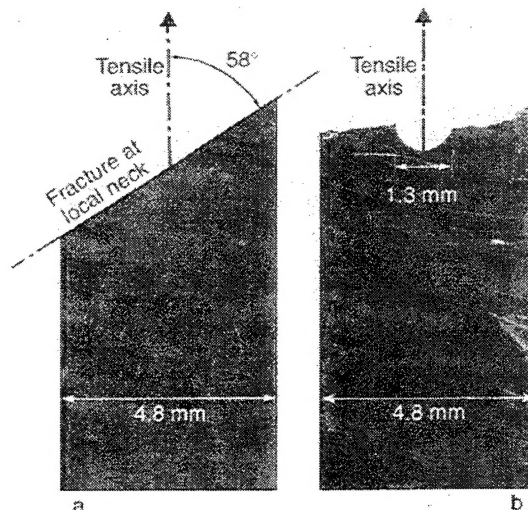 Tensile
axis
58°
Fracture at
local neck
4.8 mm
a
Tensile
axis
1.3 mm
4.8 mm
b